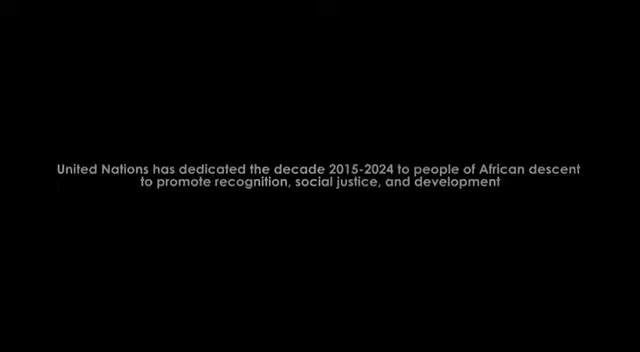 United Nations has dedicated the decade 2015-2024 to people of African descent
to promote recognition, social justice, and development